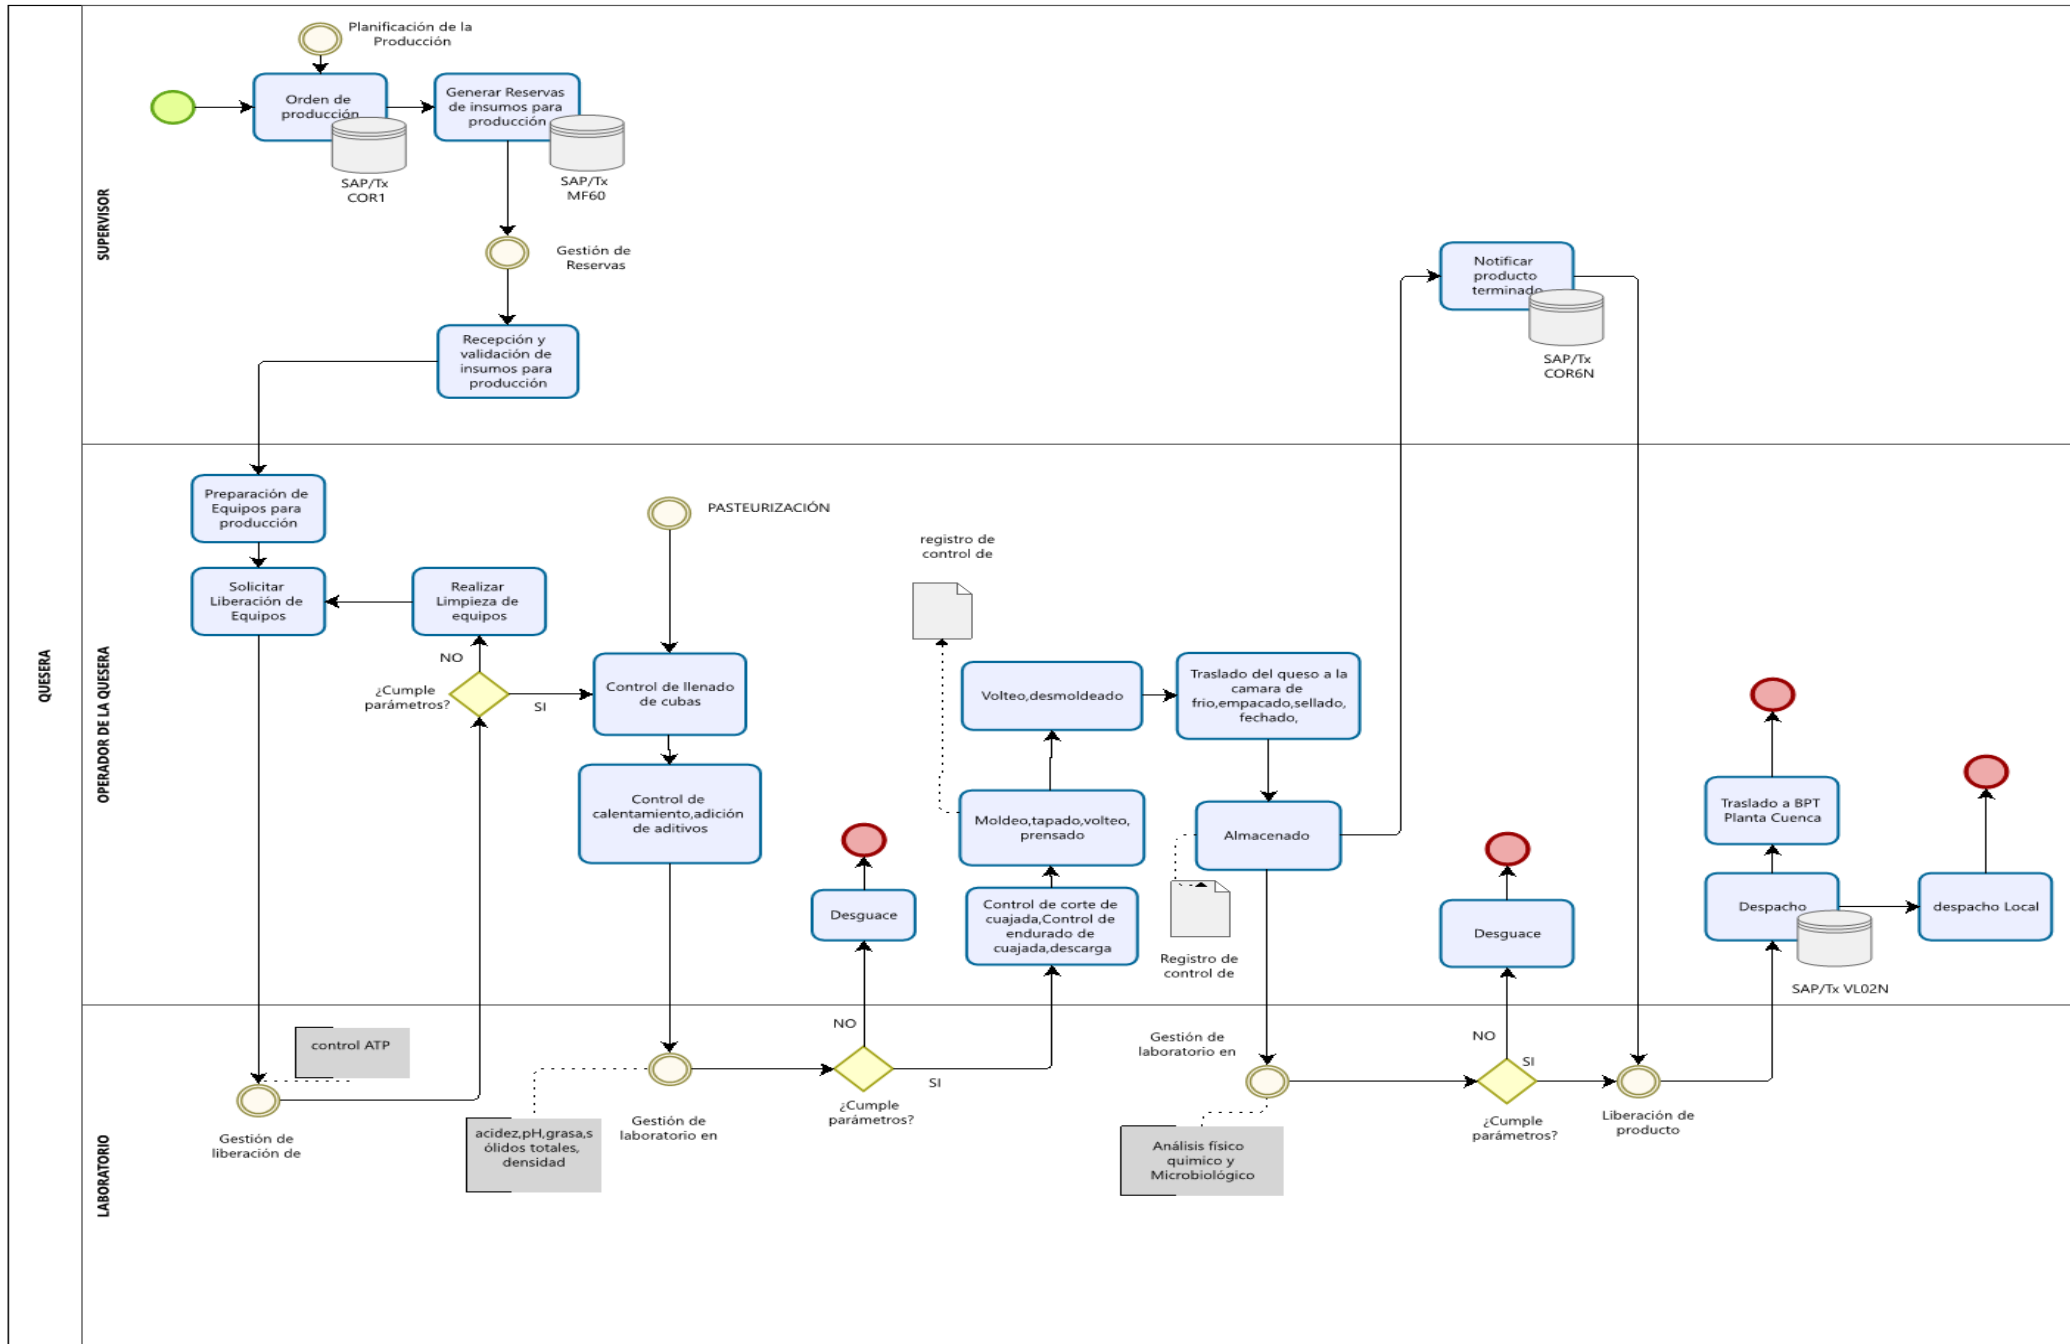 QUESERA
SUPERVISOR
Planificación de la
Producción
Orden de
producción
SAP/Tx
COR1
Generar Reservas
de insumos para
producción
SAP/Tx
MF60
Gestión de
Reservas
Recepción y
validación de
insumos para
producción
Notificar
producto
terminado
SAP/Tx
COR6N
OPERADOR DE LA QUESERA
Preparación de
Equipos para
producción
Solicitar
Liberación de
Equipos
Realizar
Limpieza de
equipos
NO
¿Cumple
parámetros?
SI
PASTEURIZACIÓN
Control de llenado
de cubas
Control de
calentamiento,adición
de aditivos
Desguace
registro de
control de
Volteo,desmoldeado
Moldeo,tapado,volteo,
prensado
Control de corte de
cuajada,Control de
endurado de
cuajada,descarga
Traslado del queso a la
camara de
frio,empacado,sellado,
fechado,
Almacenado
Registro de
control de
Desguace
Traslado a BPT
Planta Cuenca
Despacho
SAP/Tx VL02N
despacho Local
LABORATORIO
control ATP
Gestión de
liberación de
acidez,pH,grasa,s
ólidos totales,
densidad
Gestión de
laboratorio en
NO
¿Cumple
parámetros?
SI
Gestión de
laboratorio en
Análisis físico
quimico y
Microbiológico
NO
SI
¿Cumple
parámetros?
Liberación de
producto